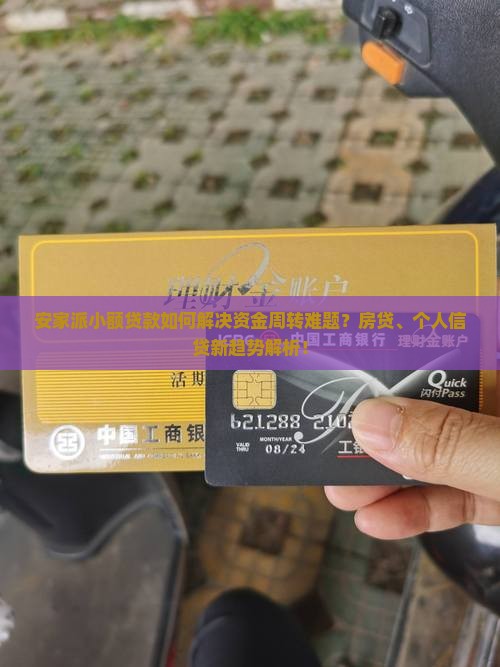 理财金账户
安家派小额贷款如何解决资金周转难题？房贷、个人信
贷新趋势解析！
中国工商银行 理财金账户
活期
Quick
闪付Pass
中国工商银
621288 2102
VALID
THRU
MONTH/YEAR
08/24
工银